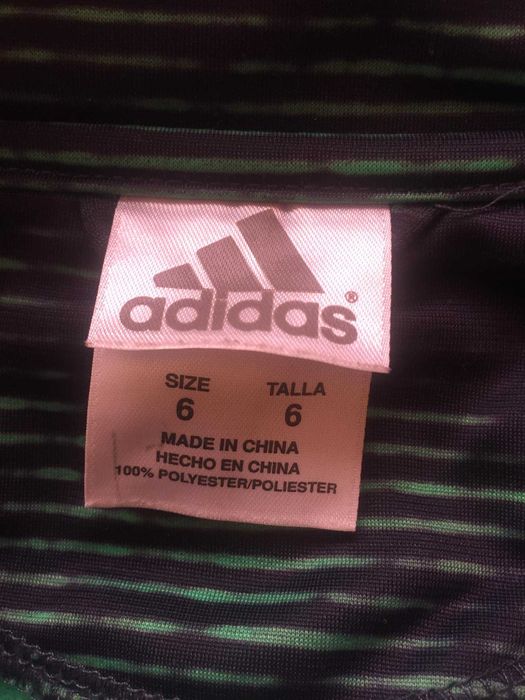 adidas®
SIZE TALLA
6 6
MADE IN CHINA
HECHO EN CHINA
100% POLYESTER/POLIESTER